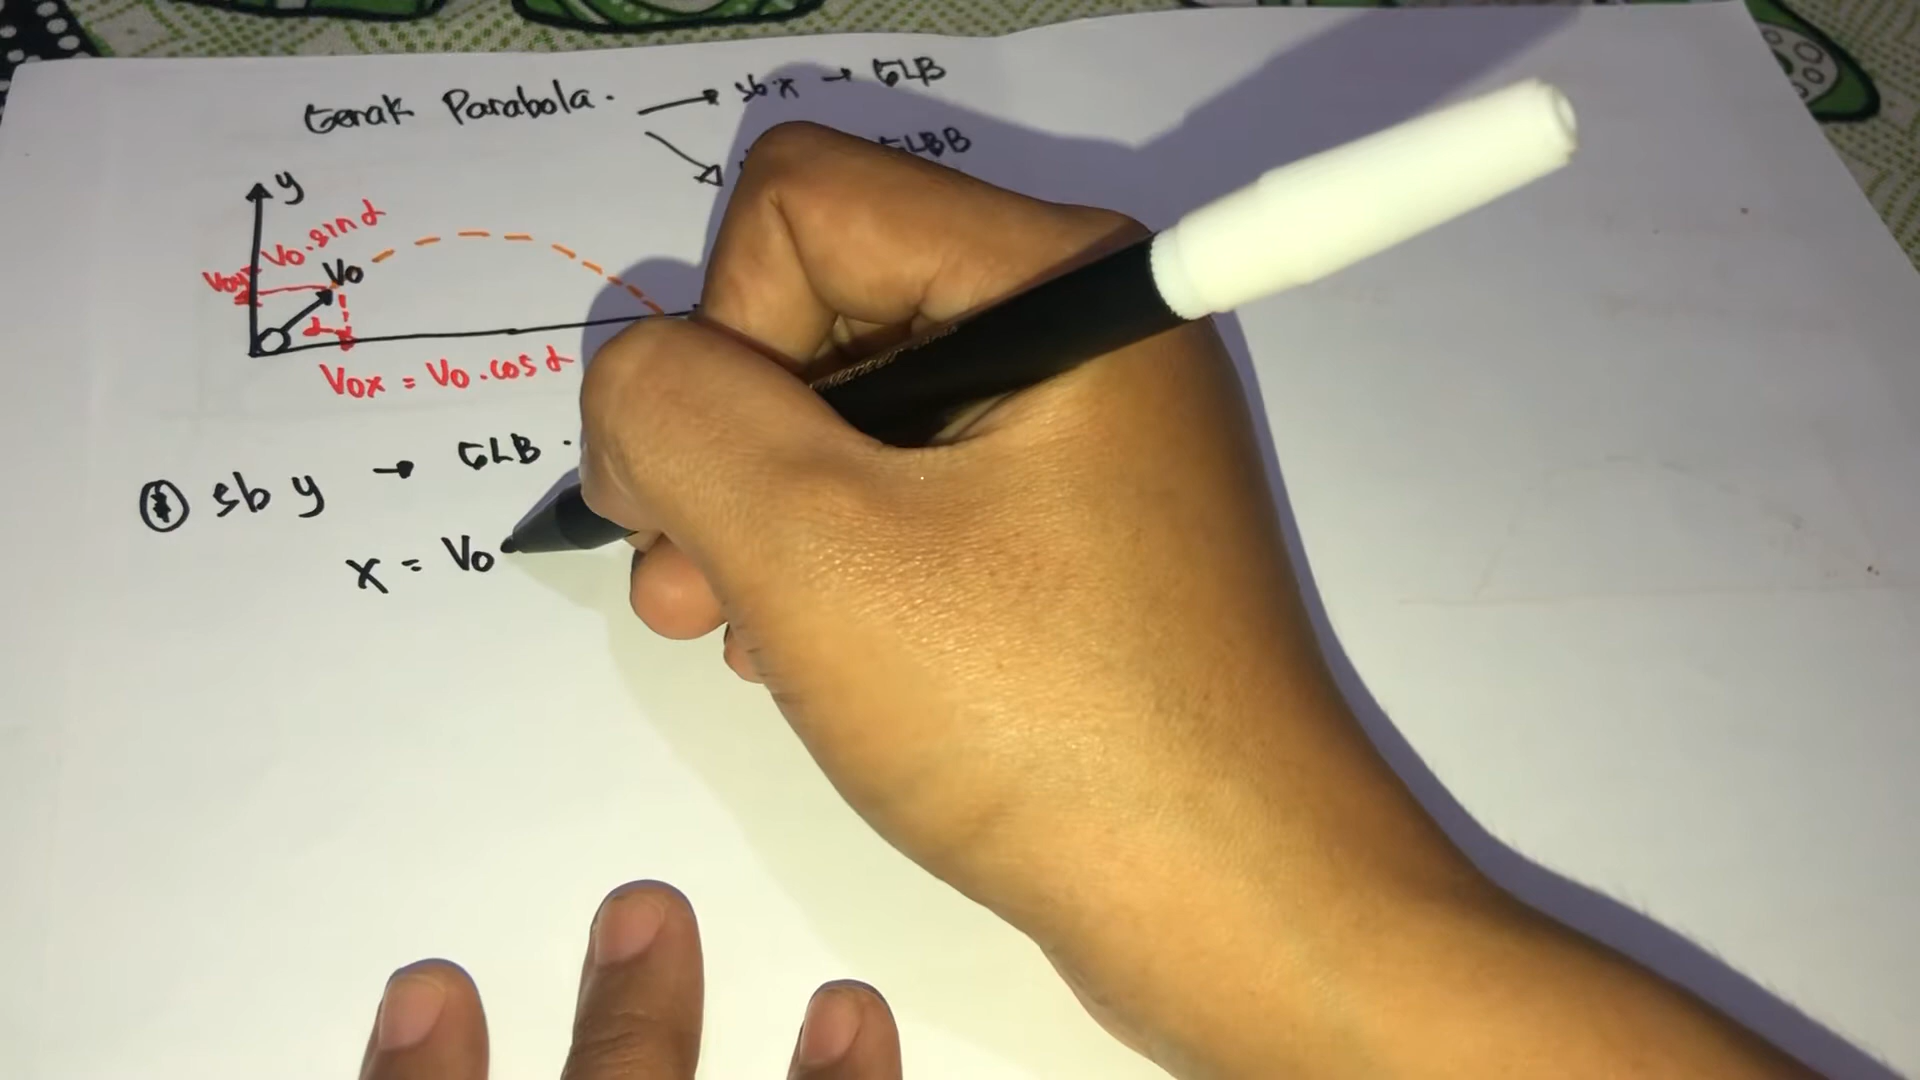 Gerak Parabola. → sb x → GLB
GLBB
y
Voy = Vo . sin α
Vo
α
Vox = Vo . cos α
* sb y → GLB .
x = Vo